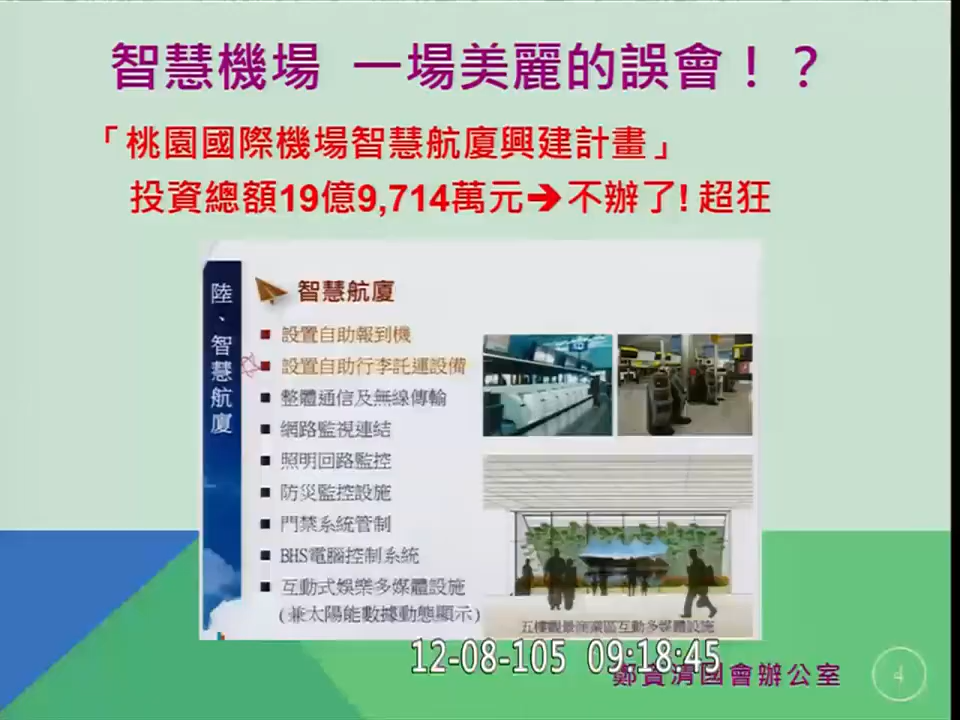 智慧機場 一場美麗的誤會！？
「桃園國際機場智慧航廈興建計畫」
投資總額19億9,714萬元➔不辦了! 超狂
陸、智慧航廈
智慧航廈
■ 設置自助報到機
■ 設置自助行李託運設備
■ 整體通信及無線傳輸
■ 網路監視連結
■ 照明回路監控
■ 防災監控設施
■ 門禁系統管制
■ BHS電腦控制系統
■ 互動式娛樂多媒體設施
(兼太陽能數據動態顯示)
五樓觀景商業區互動多媒體設施
12-08-105 09:18:45
鄭寶清國會辦公室
4